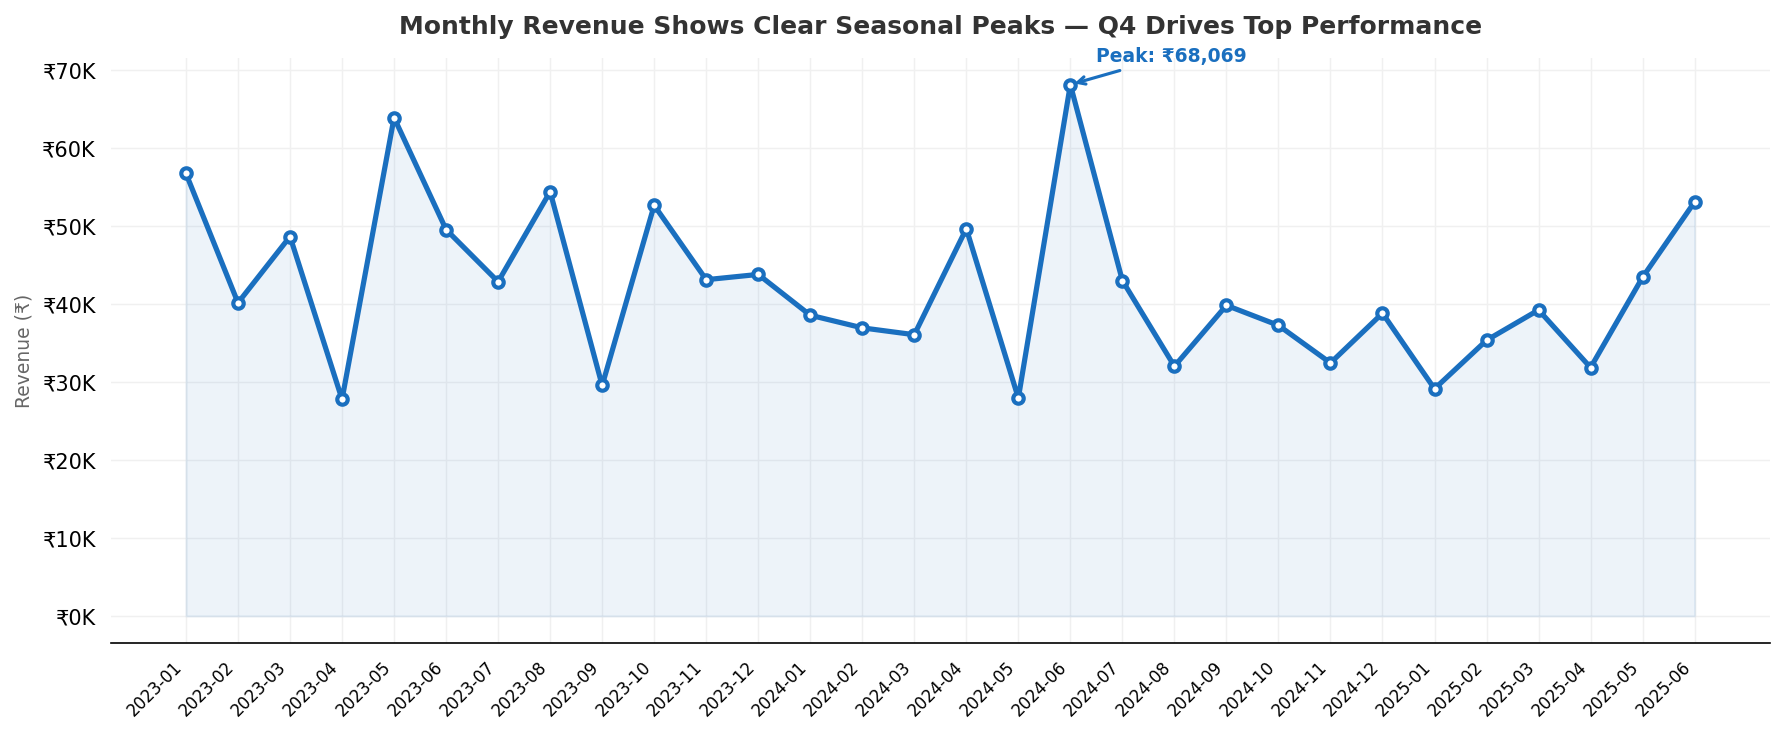 Monthly Revenue Shows Clear Seasonal Peaks — Q4 Drives Top Performance
Peak: ₹68,069
₹70K
₹60K
₹50K
₹40K
₹30K
₹20K
₹10K
₹0K
Revenue (₹)
2023-01
2023-02
2023-03
2023-04
2023-05
2023-06
2023-07
2023-08
2023-09
2023-10
2023-11
2023-12
2024-01
2024-02
2024-03
2024-04
2024-05
2024-06
2024-07
2024-08
2024-09
2024-10
2024-11
2024-12
2025-01
2025-02
2025-03
2025-04
2025-05
2025-06